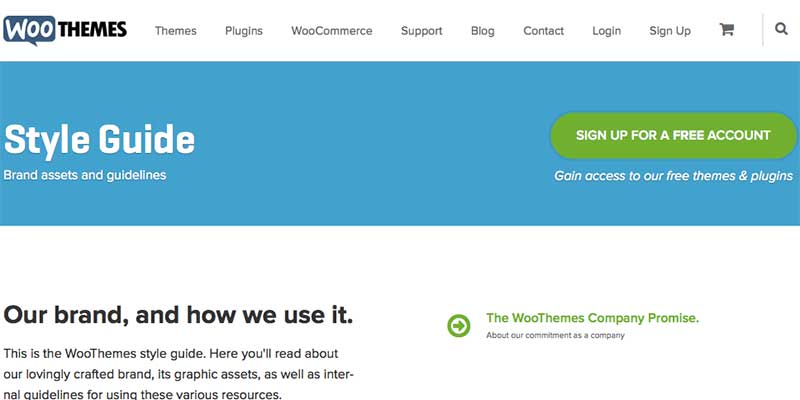 WOO THEMES
Themes Plugins WooCommerce Support Blog Contact Login Sign Up
Style Guide
Brand assets and guidelines
SIGN UP FOR A FREE ACCOUNT
Gain access to our free themes & plugins
Our brand, and how we use it.
This is the WooThemes style guide. Here you'll read about
our lovingly crafted brand, its graphic assets, as well as inter-
nal guidelines for using these various resources.
The WooThemes Company Promise.
About our commitment as a company